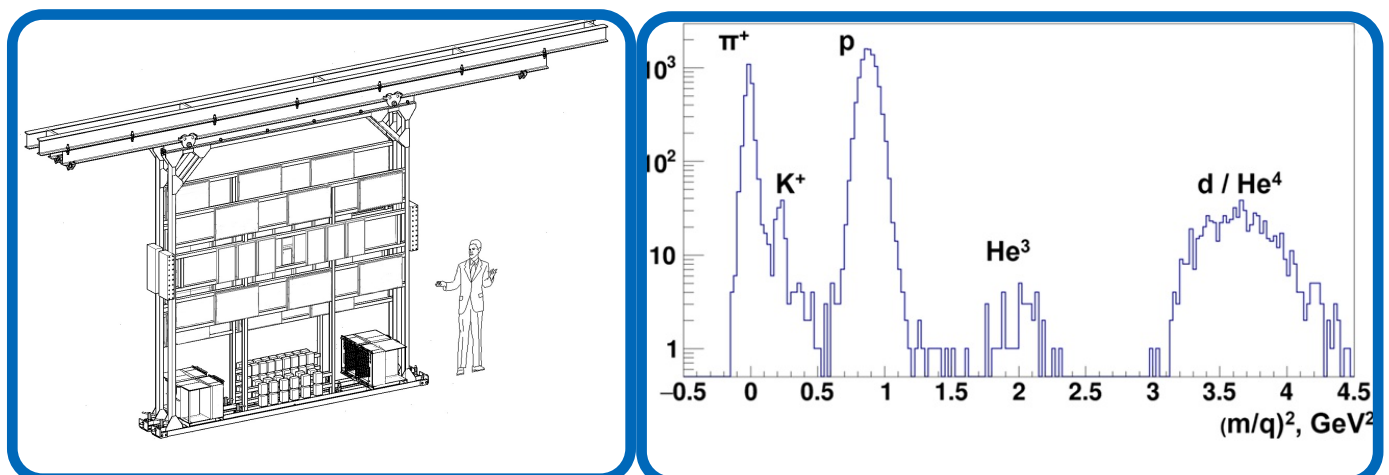 π⁺ p
10³
10²
K⁺
d / He⁴
He³
10
1
–0.5 0 0.5 1 1.5 2 2.5 3 3.5 4 4.5
(m/q)², GeV²